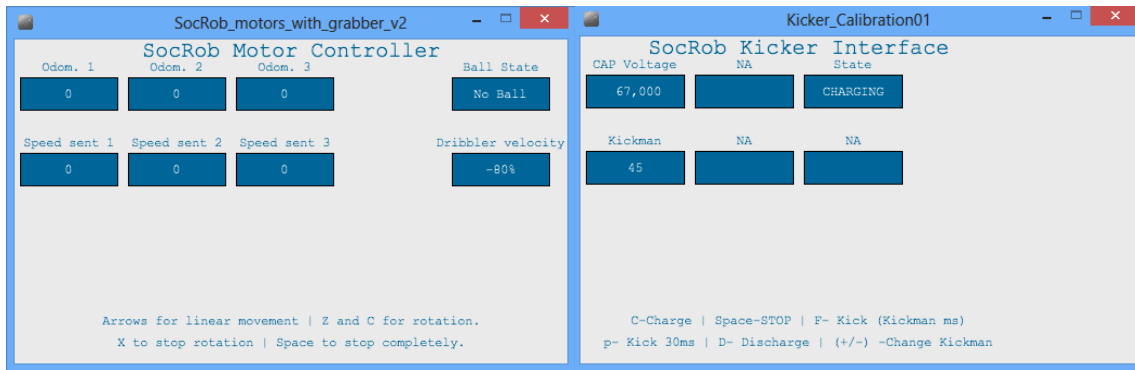 SocRob_motors_with_grabber_v2
SocRob Motor Controller
Odom. 1 Odom. 2 Odom. 3 Ball State
0 0 0 No Ball
Speed sent 1 Speed sent 2 Speed sent 3 Dribbler velocity
0 0 0 -80%
Arrows for linear movement | Z and C for rotation.
X to stop rotation | Space to stop completely.
Kicker_Calibration01
SocRob Kicker Interface
CAP Voltage NA State
67,000 CHARGING
Kickman NA NA
45
C-Charge | Space-STOP | F- Kick (Kickman ms)
p- Kick 30ms | D- Discharge | (+/-) -Change Kickman